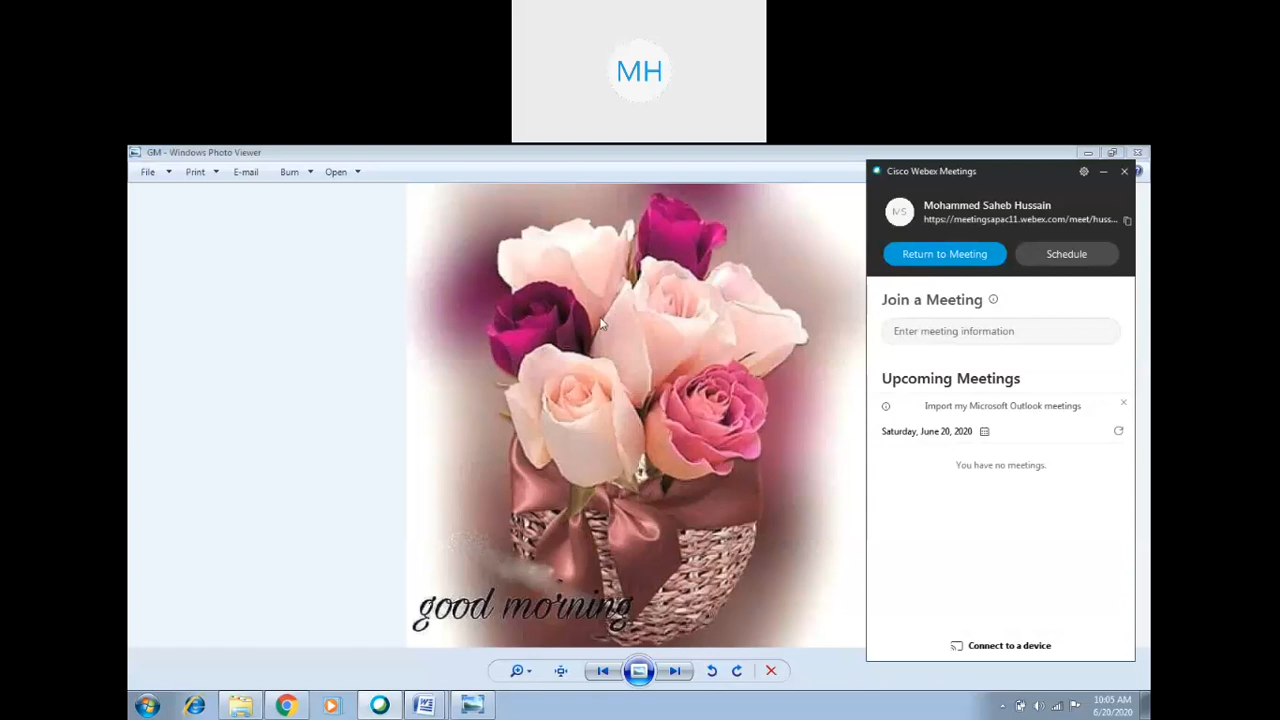 MH
GM - Windows Photo Viewer
File Print E-mail Burn Open
Cisco Webex Meetings
MS
Mohammed Saheb Hussain
https://meetingsapac11.webex.com/meet/huss...
Return to Meeting Schedule
Join a Meeting
Enter meeting information
Upcoming Meetings
Import my Microsoft Outlook meetings
Saturday, June 20, 2020
You have no meetings.
good morning
Connect to a device
10:05 AM
6/20/2020